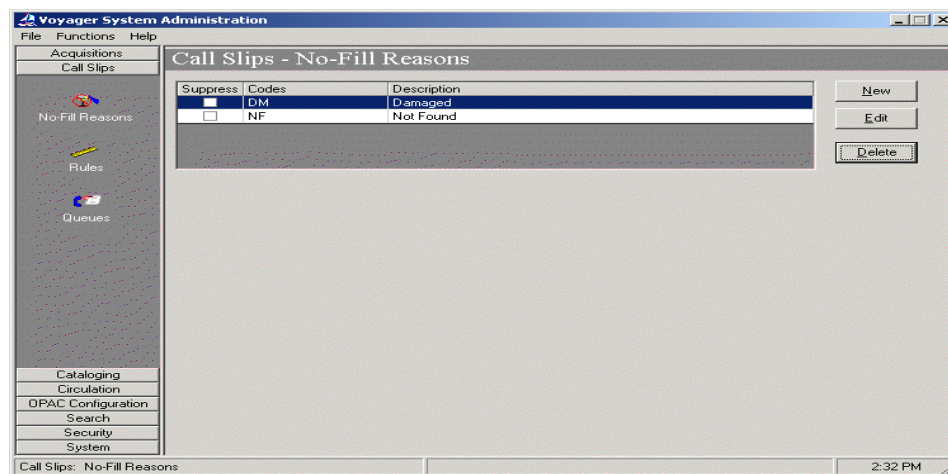 Voyager System Administration
File Functions Help
Acquisitions
Call Slips
No-Fill Reasons
Rules
Queues
Cataloging
Circulation
OPAC Configuration
Search
Security
System
Call Slips - No-Fill Reasons
Suppress Codes Description
DM Damaged
NF Not Found
New
Edit
Delete
Call Slips: No-Fill Reasons
2:32 PM